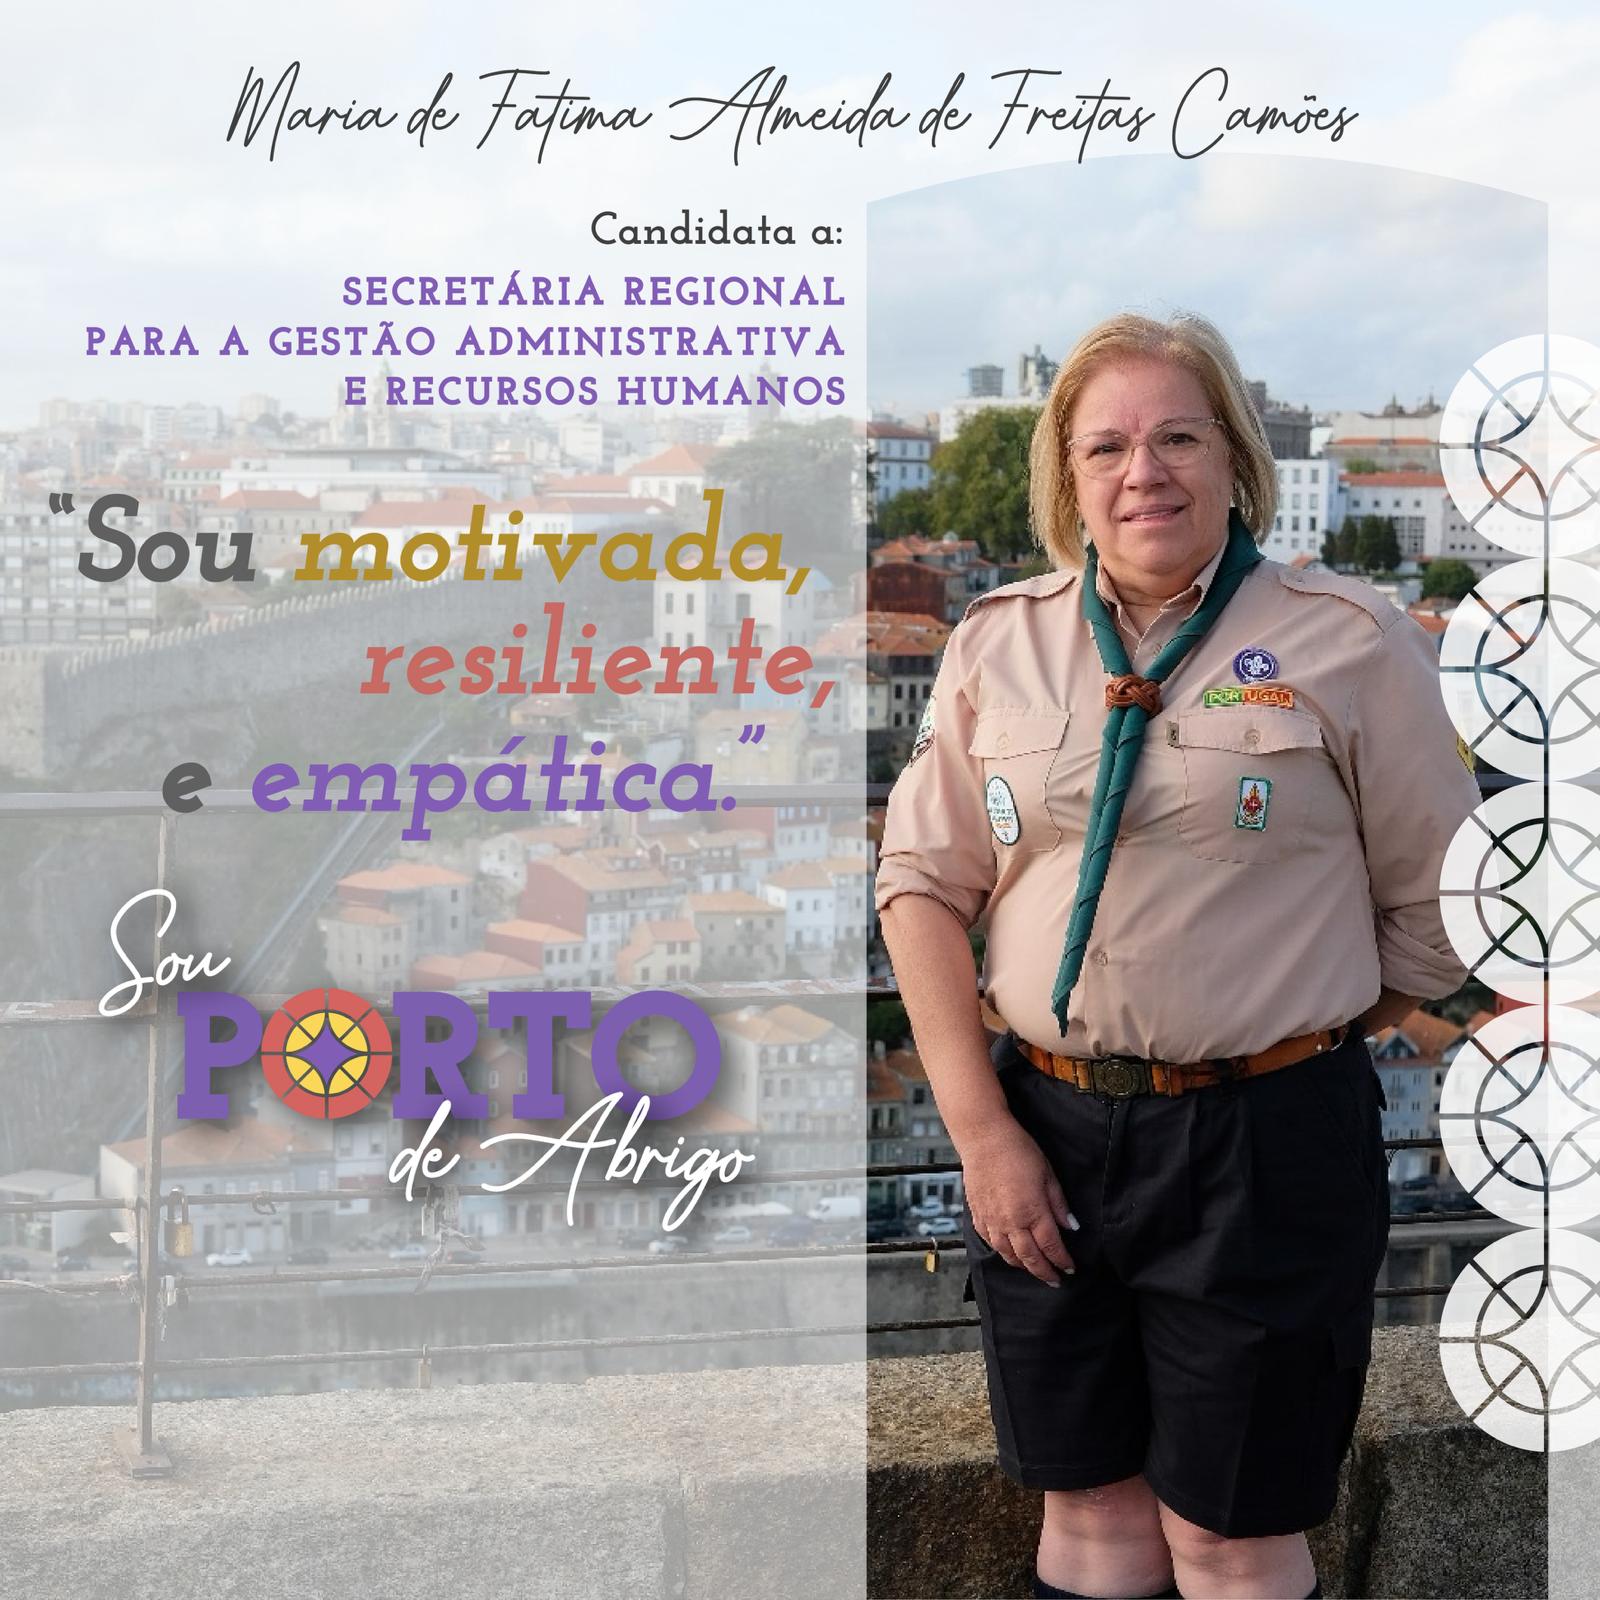 Maria de Fatima Almeida de Freitas Camões
Candidata a:
SECRETÁRIA REGIONAL
PARA A GESTÃO ADMINISTRATIVA
E RECURSOS HUMANOS
“Sou motivada,
resiliente,
e empática.”
Sou
PORTO
de Abrigo
PORTUGAL